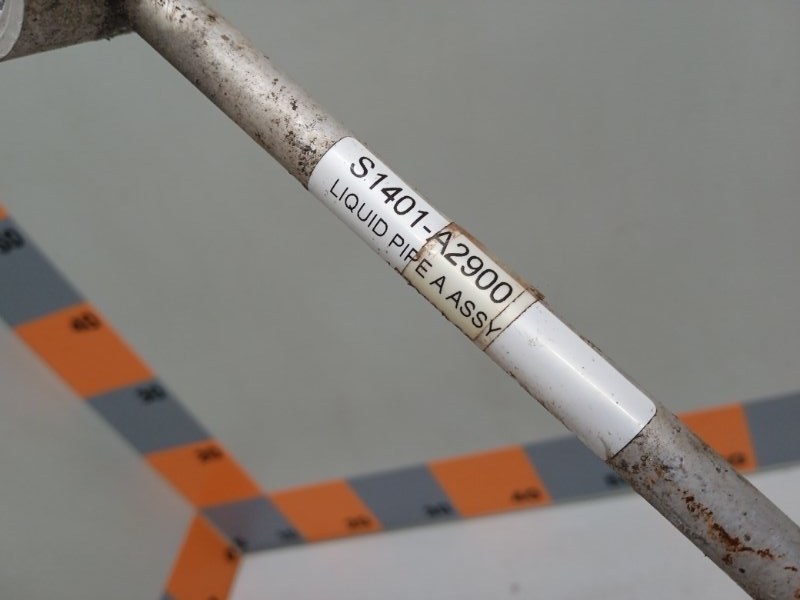 S1401-A2900
LIQUID PIPE A ASSY